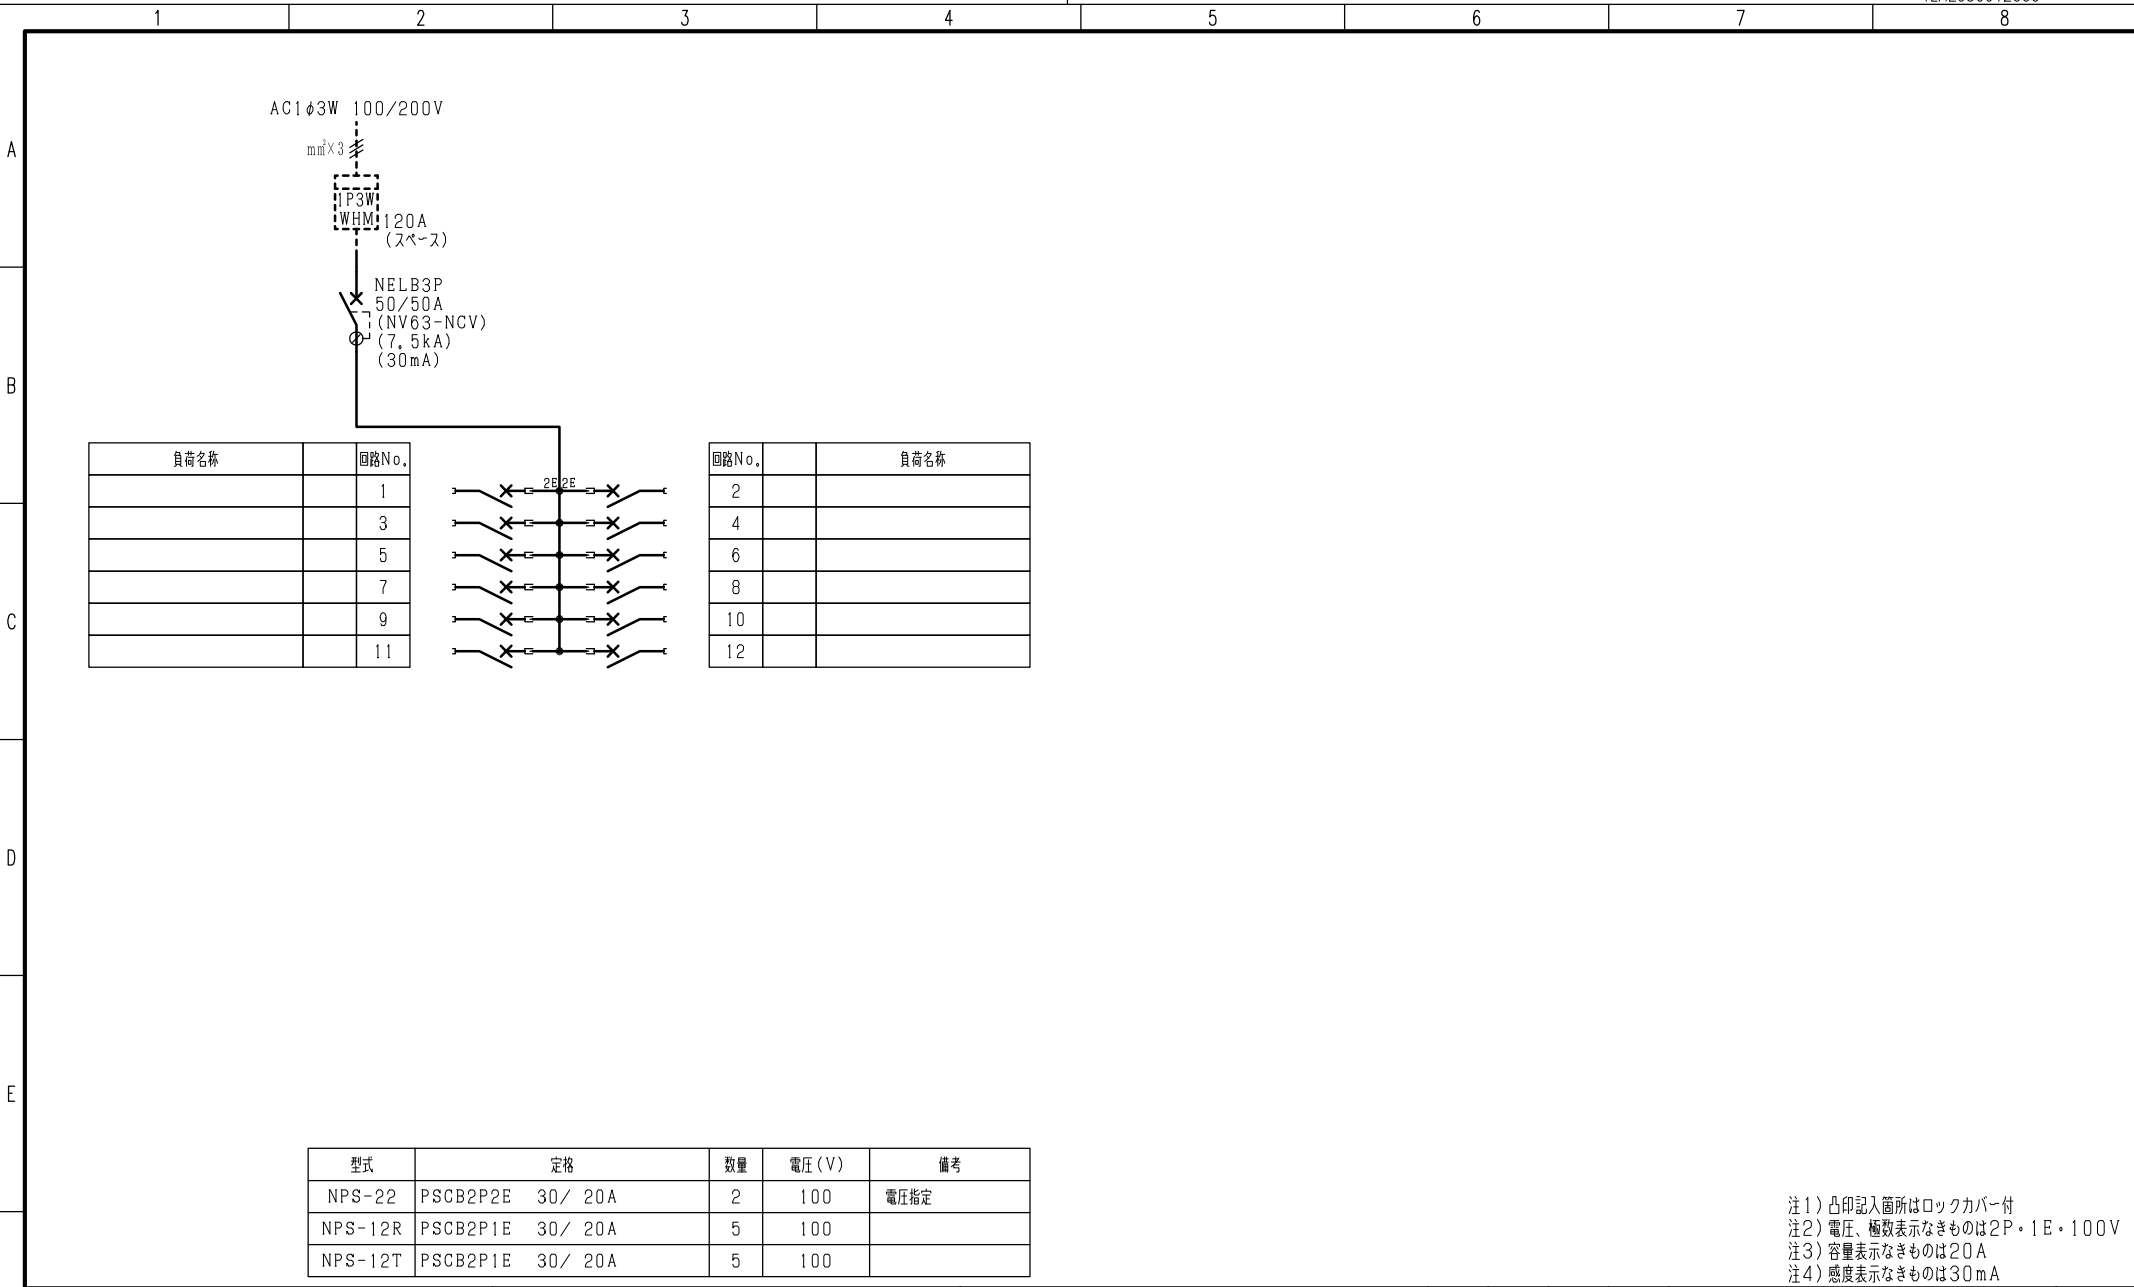 1 2 3 4 5 6 7 8
A
B
C
D
E
AC1φ3W 100/200V
mm²×3
1P3W
WHM
120A
(スペース)
NELB3P
50/50A
(NV63-NCV)
(7.5kA)
(30mA)
負荷名称 回路No.
1
3
5
7
9
11
2E 2E
回路No. 負荷名称
2
4
6
8
10
12
型式 定格 数量 電圧(V) 備考
NPS-22 PSCB2P2E 30/ 20A 2 100 電圧指定
NPS-12R PSCB2P1E 30/ 20A 5 100
NPS-12T PSCB2P1E 30/ 20A 5 100
注1)凸印記入箇所はロックカバー付
注2)電圧、極数表示なきものは2P・1E・100V
注3)容量表示なきものは20A
注4)感度表示なきものは30mA